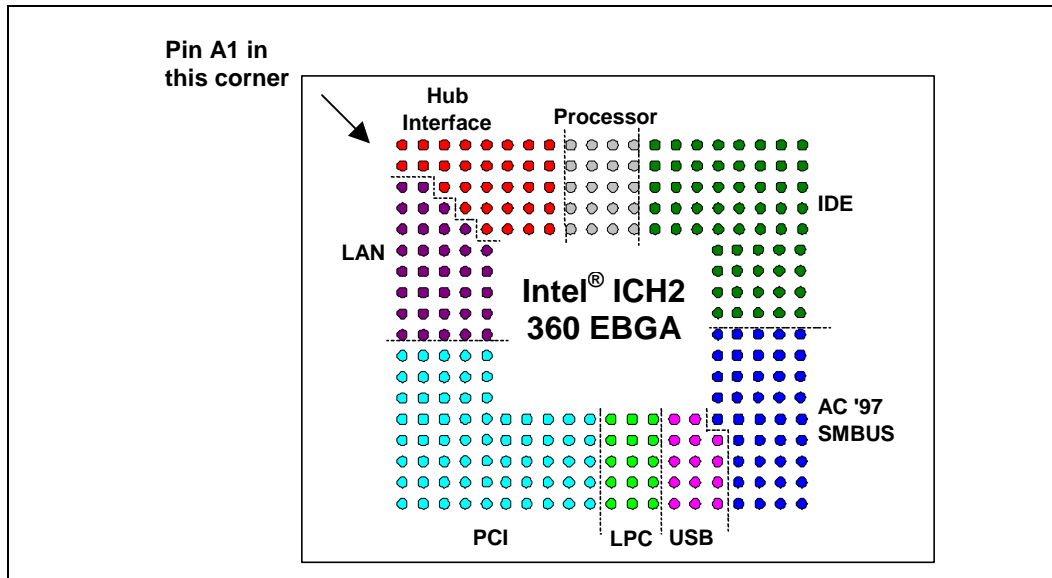 Pin A1 in
this corner
Hub
Interface
Processor
IDE
LAN
Intel® ICH2
360 EBGA
AC '97
SMBUS
PCI
LPC
USB